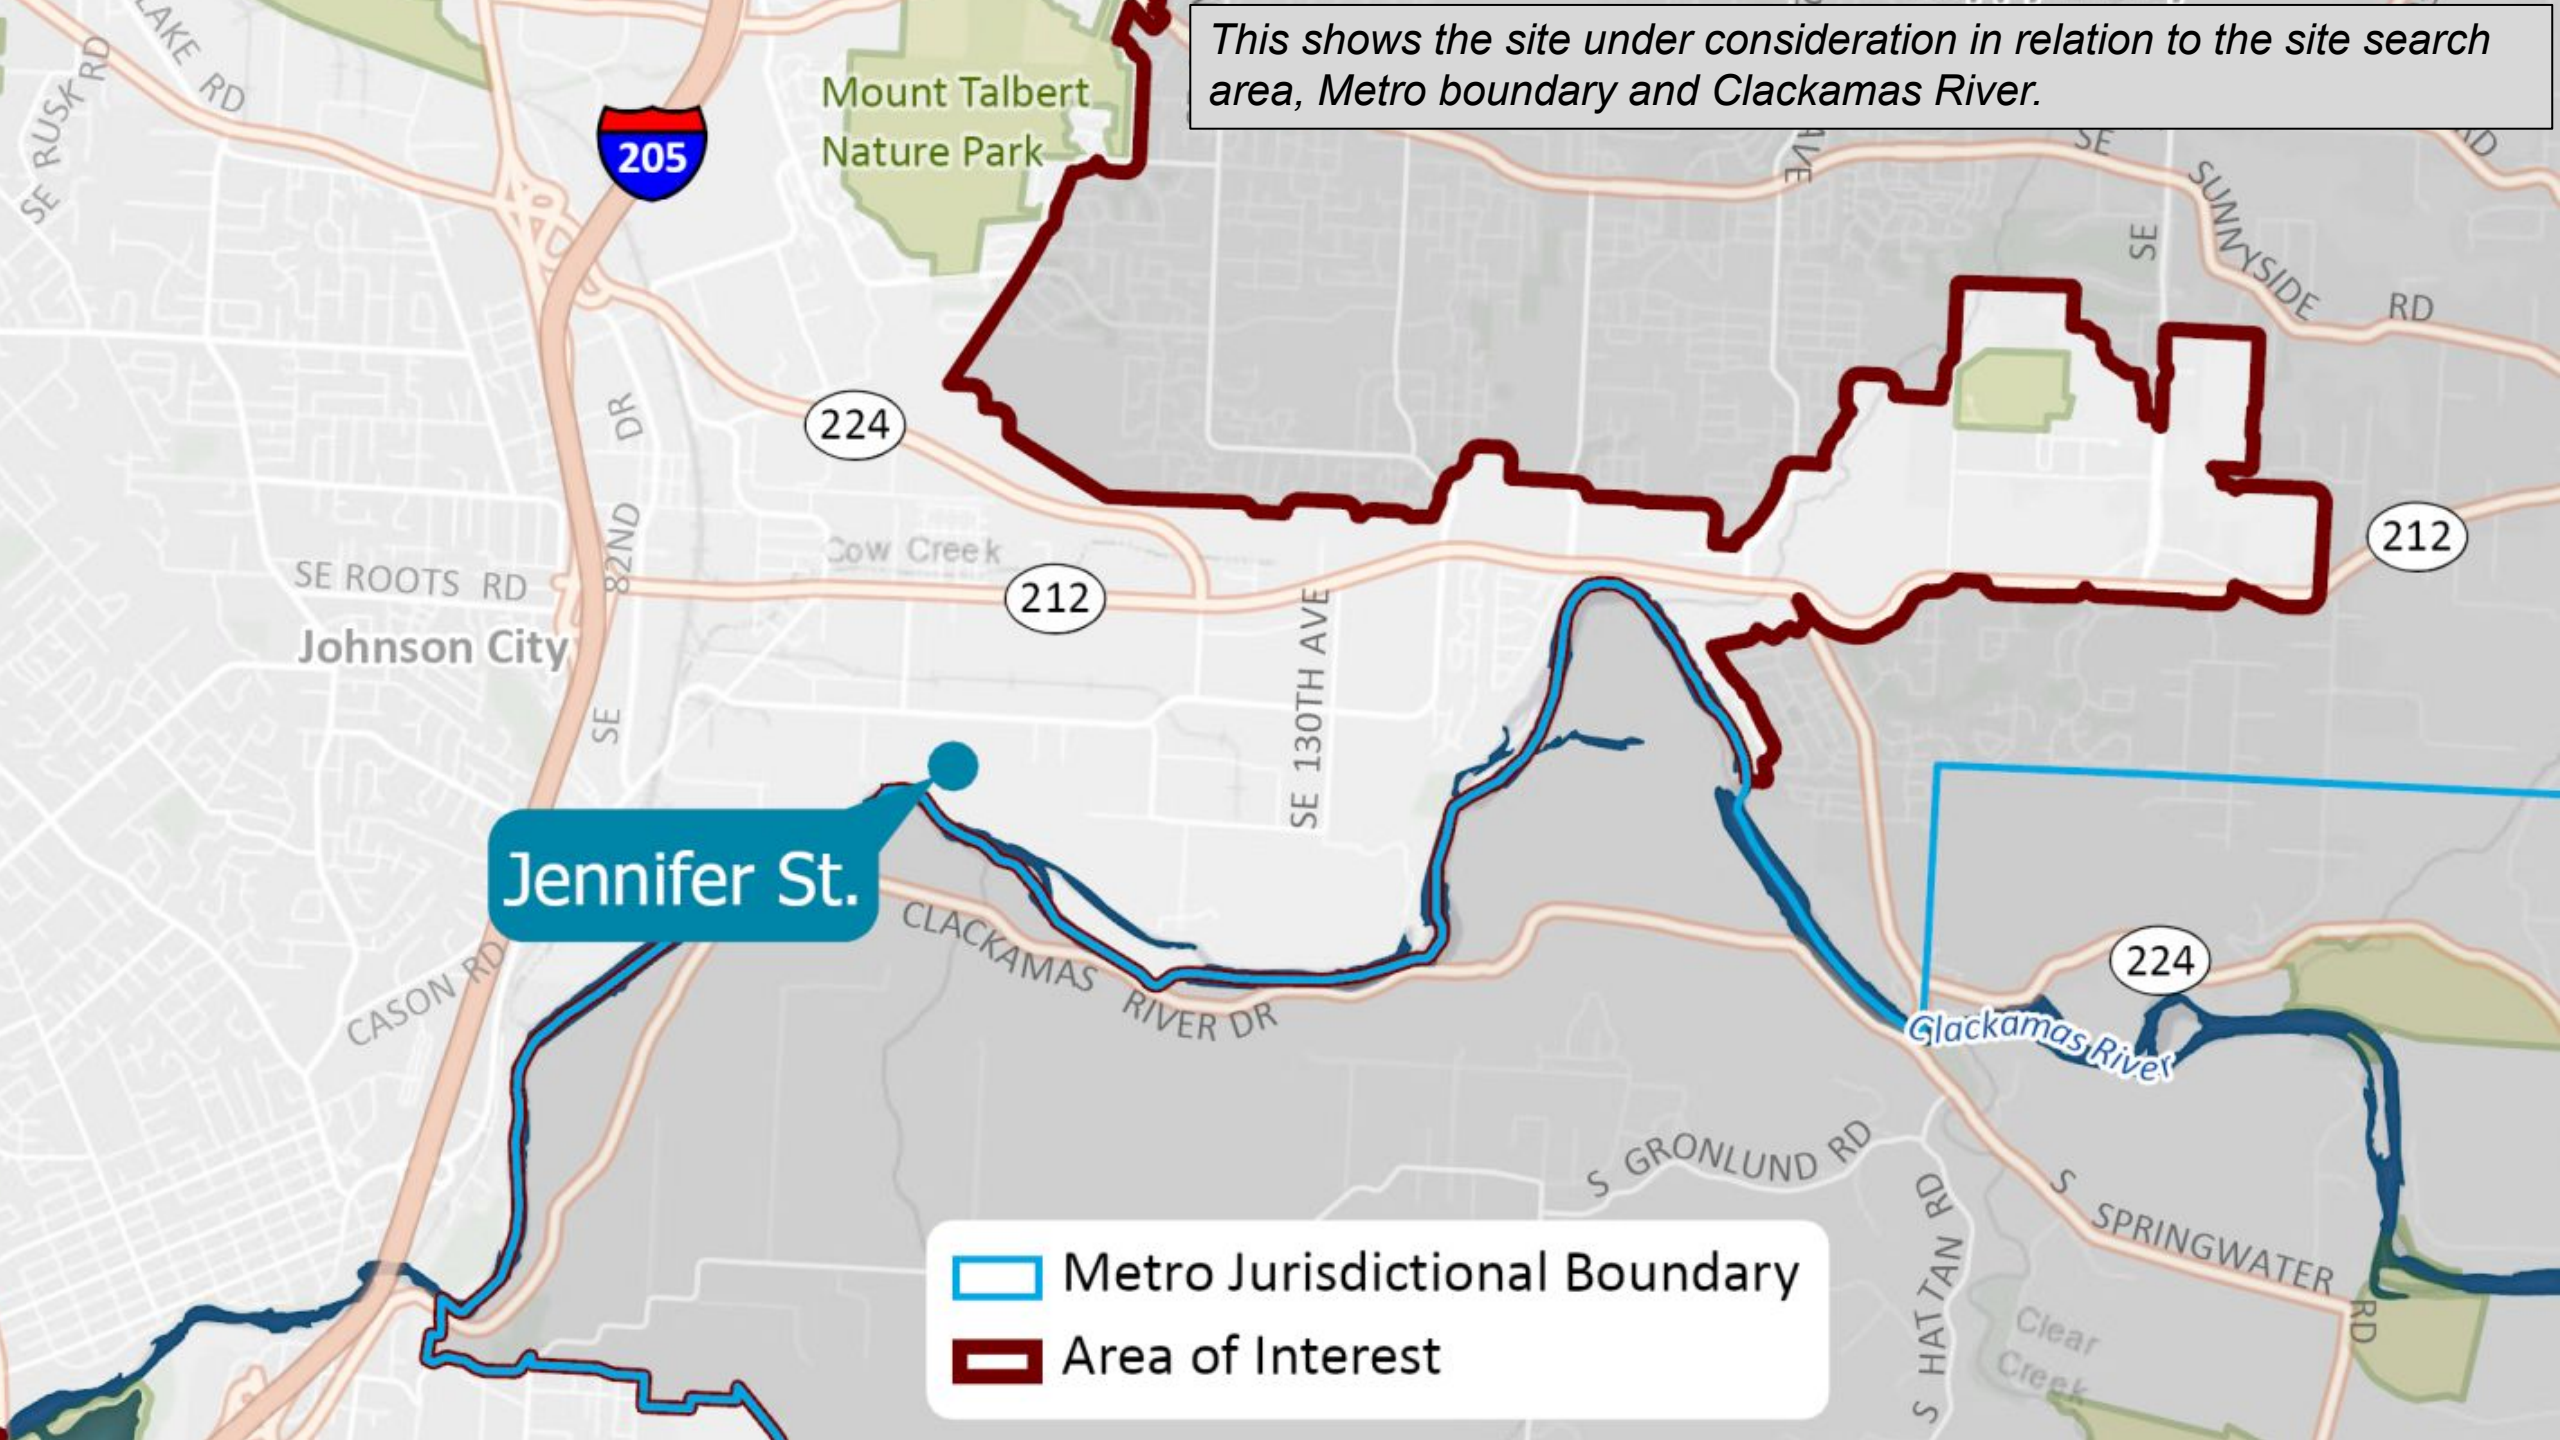 This shows the site under consideration in relation to the site search
area, Metro boundary and Clackamas River.
LAKE RD
SE RUSK RD
205
Mount Talbert
Nature Park
AVE
SE
SUNNYSIDE
RD
RD
SE
224
DR
82ND
SE
Cow Creek
SE ROOTS RD
212
212
Johnson City
SE 130TH AVE
Jennifer St.
CLACKAMAS
RIVER DR
CASON RD
224
Clackamas River
S GRONLUND RD
S HATTAN RD
S
SPRINGWATER
RD
Clear
Creek
Metro Jurisdictional Boundary
Area of Interest